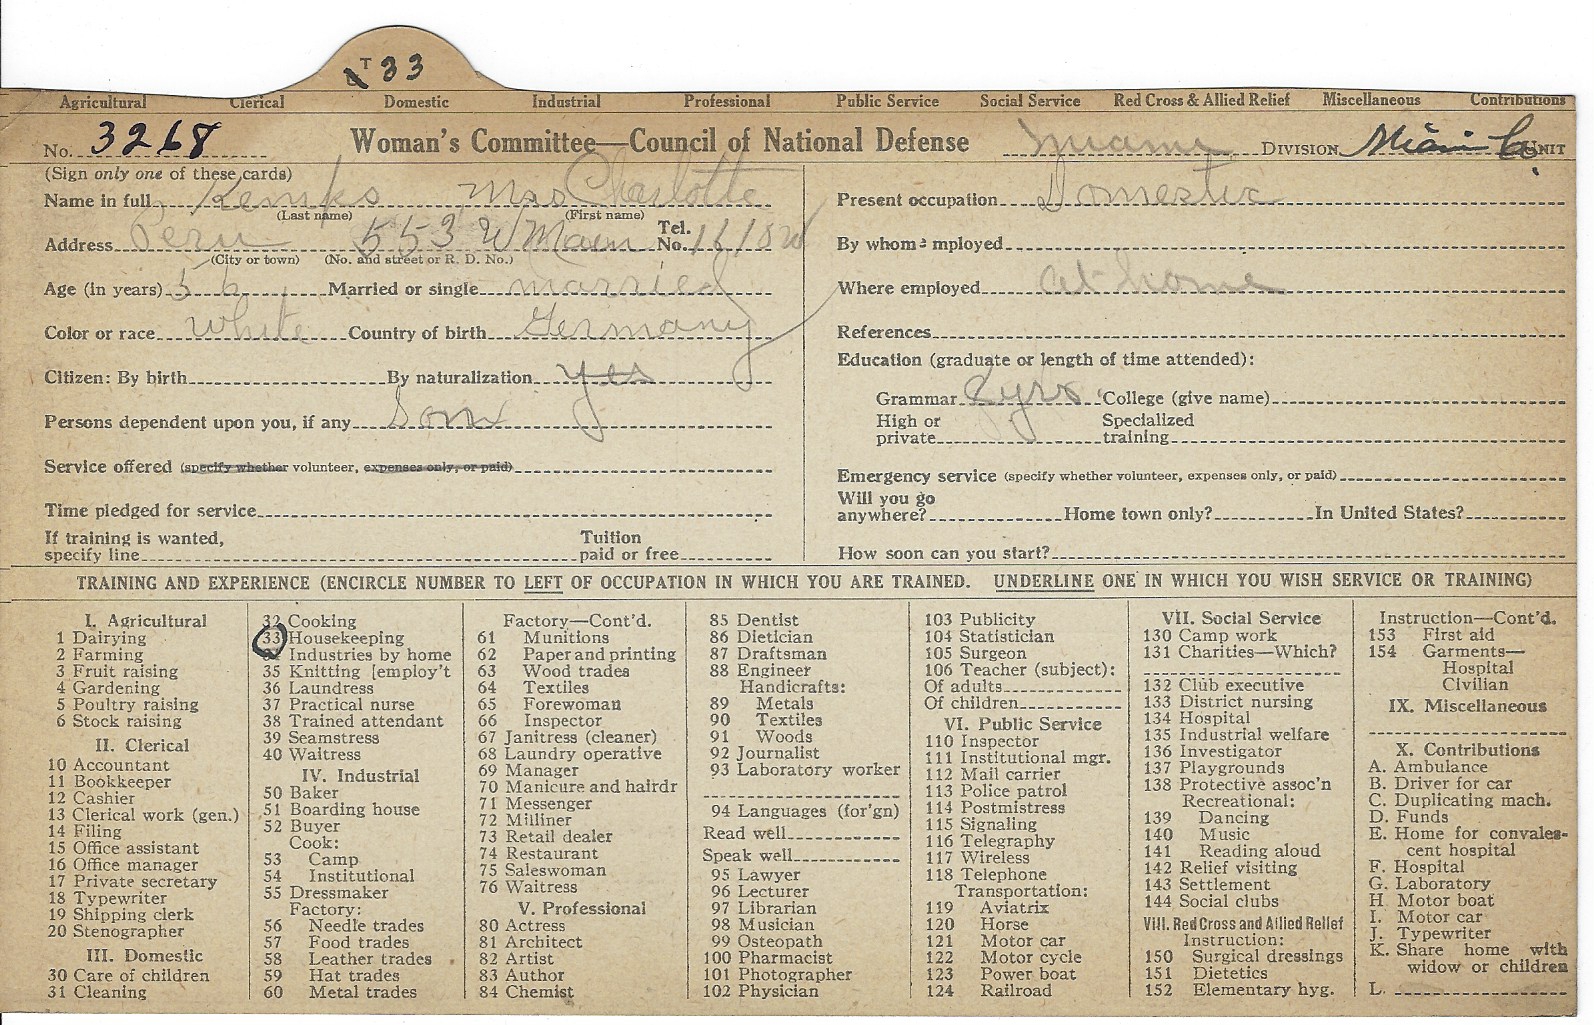 T 33
Agricultural Clerical Domestic Industrial Professional Public Service Social Service Red Cross & Allied Relief Miscellaneous Contributions
No. 3268 Woman's Committee—Council of National Defense Miami DIVISION Miami Co. UNIT
(Sign only one of these cards)
Name in full Kemps Mrs Charlotte
(Last name) (First name)
Address Peru 553 W Main Tel. No.
(City or town) (No. and street or R. D. No.)
Age (in years) 56 Married or single married
Color or race White Country of birth Germany
Citizen: By birth By naturalization yes
Persons dependent upon you, if any
Service offered (specify whether volunteer, expenses only, or paid)
Time pledged for service
If training is wanted,
specify line
Tuition
paid or free
Present occupation Domestic
By whom employed
Where employed at home
References
Education (graduate or length of time attended):
Grammar 8 yrs. College (give name)
High or
private
Specialized
training
Emergency service (specify whether volunteer, expenses only, or paid)
Will you go
anywhere? Home town only? In United States?
How soon can you start?
TRAINING AND EXPERIENCE (ENCIRCLE NUMBER TO LEFT OF OCCUPATION IN WHICH YOU ARE TRAINED. UNDERLINE ONE IN WHICH YOU WISH SERVICE OR TRAINING)
I. Agricultural
1 Dairying
2 Farming
3 Fruit raising
4 Gardening
5 Poultry raising
6 Stock raising
II. Clerical
10 Accountant
11 Bookkeeper
12 Cashier
13 Clerical work (gen.)
14 Filing
15 Office assistant
16 Office manager
17 Private secretary
18 Typewriter
19 Shipping clerk
20 Stenographer
III. Domestic
30 Care of children
31 Cleaning
32 Cooking
33 Housekeeping
34 Industries by home
35 Knitting [employ't
36 Laundress
37 Practical nurse
38 Trained attendant
39 Seamstress
40 Waitress
IV. Industrial
50 Baker
51 Boarding house
52 Buyer
Cook:
53 Camp
54 Institutional
55 Dressmaker
Factory:
56 Needle trades
57 Food trades
58 Leather trades
59 Hat trades
60 Metal trades
Factory—Cont'd.
61 Munitions
62 Paper and printing
63 Wood trades
64 Textiles
65 Forewoman
66 Inspector
67 Janitress (cleaner)
68 Laundry operative
69 Manager
70 Manicure and hairdr
71 Messenger
72 Milliner
73 Retail dealer
74 Restaurant
75 Saleswoman
76 Waitress
V. Professional
80 Actress
81 Architect
82 Artist
83 Author
84 Chemist
85 Dentist
86 Dietician
87 Draftsman
88 Engineer
Handicrafts:
89 Metals
90 Textiles
91 Woods
92 Journalist
93 Laboratory worker
94 Languages (for'gn)
Read well
Speak well
95 Lawyer
96 Lecturer
97 Librarian
98 Musician
99 Osteopath
100 Pharmacist
101 Photographer
102 Physician
103 Publicity
104 Statistician
105 Surgeon
106 Teacher (subject):
Of adults
Of children
VI. Public Service
110 Inspector
111 Institutional mgr.
112 Mail carrier
113 Police patrol
114 Postmistress
115 Signaling
116 Telegraphy
117 Wireless
118 Telephone
Transportation:
119 Aviatrix
120 Horse
121 Motor car
122 Motor cycle
123 Power boat
124 Railroad
VII. Social Service
130 Camp work
131 Charities—Which?
132 Club executive
133 District nursing
134 Hospital
135 Industrial welfare
136 Investigator
137 Playgrounds
138 Protective assoc'n
Recreational:
139 Dancing
140 Music
141 Reading aloud
142 Relief visiting
143 Settlement
144 Social clubs
VIII. Red Cross and Allied Relief
Instruction:
150 Surgical dressings
151 Dietetics
152 Elementary hyg.
Instruction—Cont'd.
153 First aid
154 Garments—
Hospital
Civilian
IX. Miscellaneous
X. Contributions
A. Ambulance
B. Driver for car
C. Duplicating mach.
D. Funds
E. Home for convales-
cent hospital
F. Hospital
G. Laboratory
H. Motor boat
I. Motor car
J. Typewriter
K. Share home with
widow or children
L.